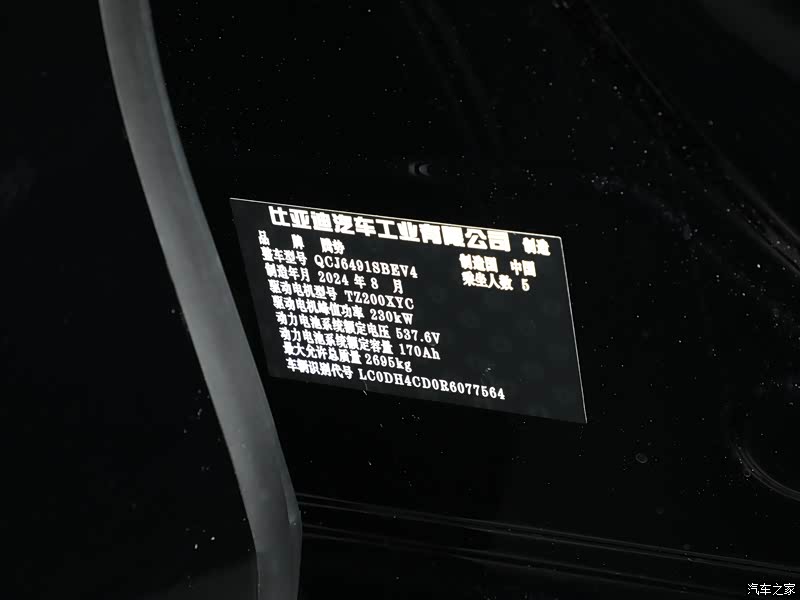 比亚迪汽车工业有限公司 制造
品 牌 腾势 制造国 中国
整车型号 QCJ6491SBEV4 乘坐人数 5
制造年月 2024 年 8 月
驱动电机型号 TZ200XYC
驱动电机峰值功率 230kW
动力电池系统额定电压 537.6V
动力电池系统额定容量 170Ah
最大允许总质量 2695kg
车辆识别代号 LC0DH4CD0R6077564
汽车之家